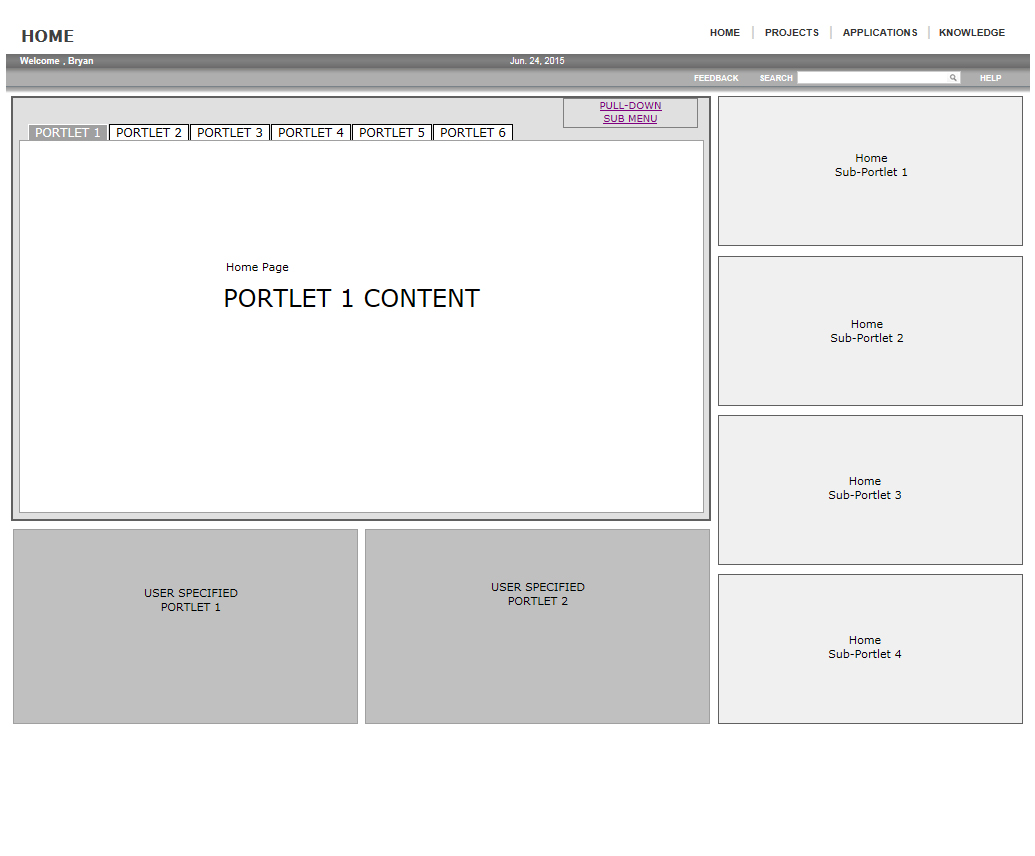 HOME
HOME PROJECTS APPLICATIONS KNOWLEDGE
Welcome , Bryan Jun. 24, 2015
FEEDBACK SEARCH HELP
PULL-DOWN
SUB MENU
PORTLET 1 PORTLET 2 PORTLET 3 PORTLET 4 PORTLET 5 PORTLET 6
Home Page
PORTLET 1 CONTENT
Home
Sub-Portlet 1
Home
Sub-Portlet 2
Home
Sub-Portlet 3
Home
Sub-Portlet 4
USER SPECIFIED
PORTLET 1
USER SPECIFIED
PORTLET 2